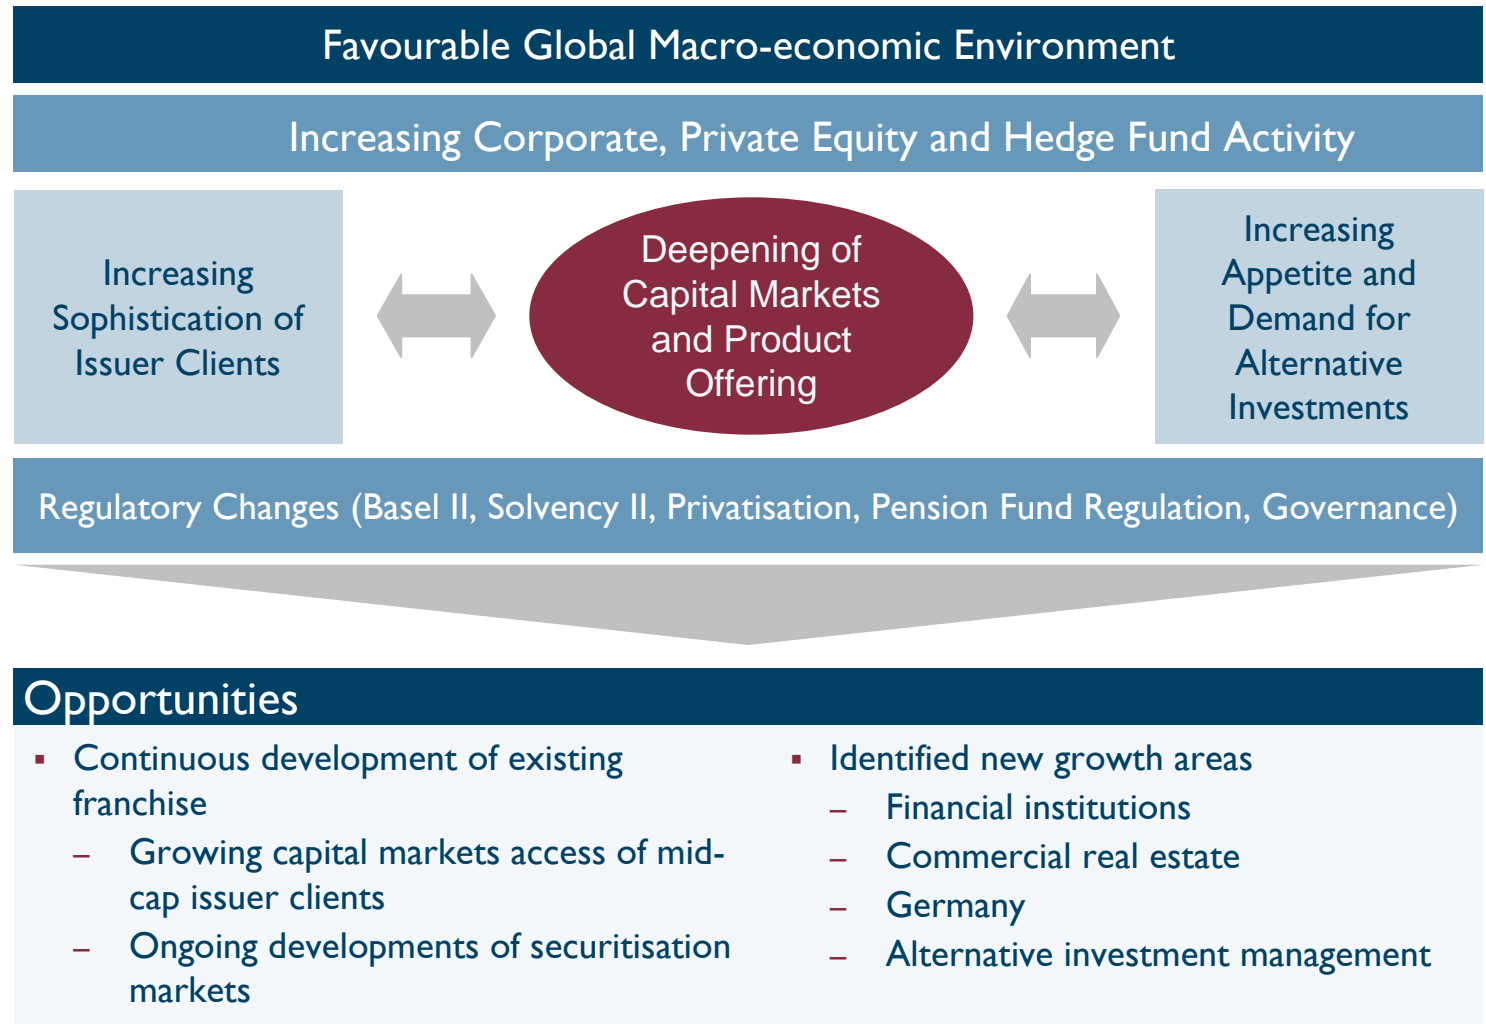 Favourable Global Macro-economic Environment
Increasing Corporate, Private Equity and Hedge Fund Activity
Increasing
Sophistication of
Issuer Clients
Deepening of
Capital Markets
and Product
Offering
Increasing
Appetite and
Demand for
Alternative
Investments
Regulatory Changes (Basel II, Solvency II, Privatisation, Pension Fund Regulation, Governance)
Opportunities
▪ Continuous development of existing
franchise
– Growing capital markets access of mid-
cap issuer clients
– Ongoing developments of securitisation
markets
▪ Identified new growth areas
– Financial institutions
– Commercial real estate
– Germany
– Alternative investment management